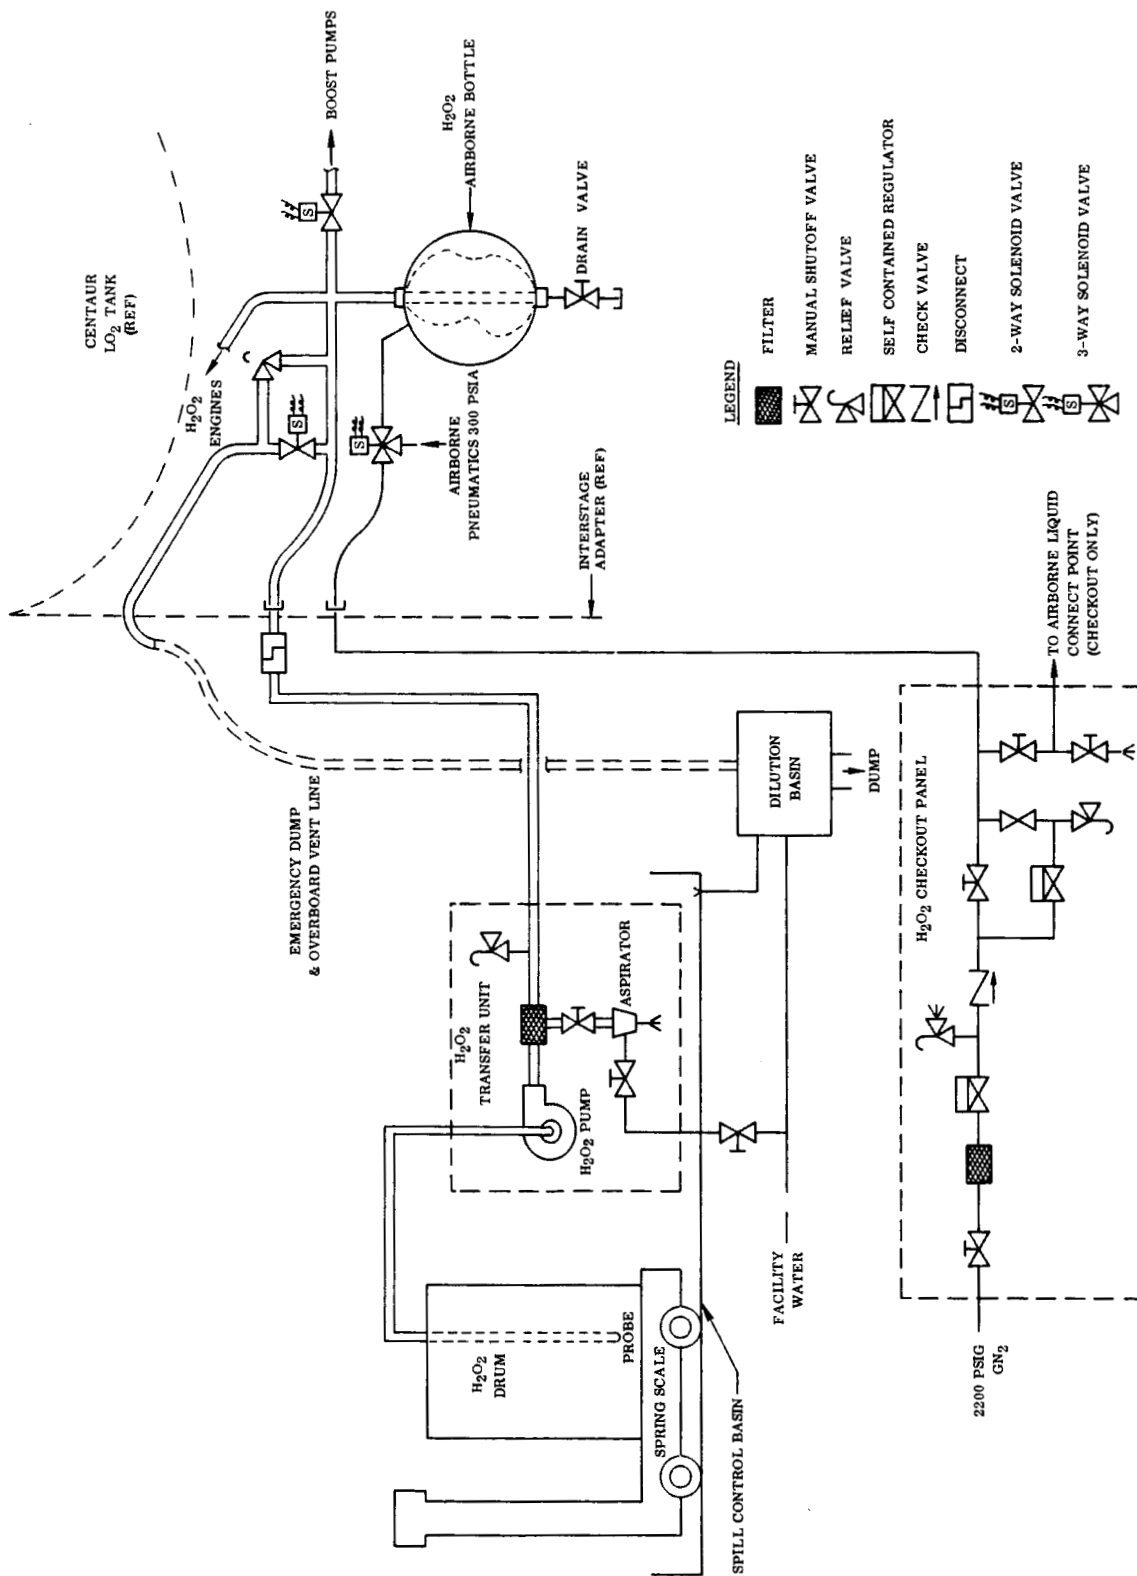 CENTAUR
LO2 TANK
(REF)
BOOST PUMPS
H2O2
ENGINES
H2O2
AIRBORNE BOTTLE
S
S
S
AIRBORNE
PNEUMATICS 300 PSIA
DRAIN VALVE
INTERSTAGE
ADAPTER (REF)
EMERGENCY DUMP
& OVERBOARD VENT LINE
H2O2
TRANSFER UNIT
H2O2 PUMP
ASPIRATOR
DILUTION
BASIN
DUMP
H2O2
DRUM
PROBE
SPRING SCALE
SPILL CONTROL BASIN
FACILITY
WATER
2200 PSIG
GN2
H2O2 CHECKOUT PANEL
TO AIRBORNE LIQUID
CONNECT POINT
(CHECKOUT ONLY)
LEGEND
FILTER
MANUAL SHUTOFF VALVE
RELIEF VALVE
SELF CONTAINED REGULATOR
CHECK VALVE
DISCONNECT
S
2-WAY SOLENOID VALVE
S
3-WAY SOLENOID VALVE